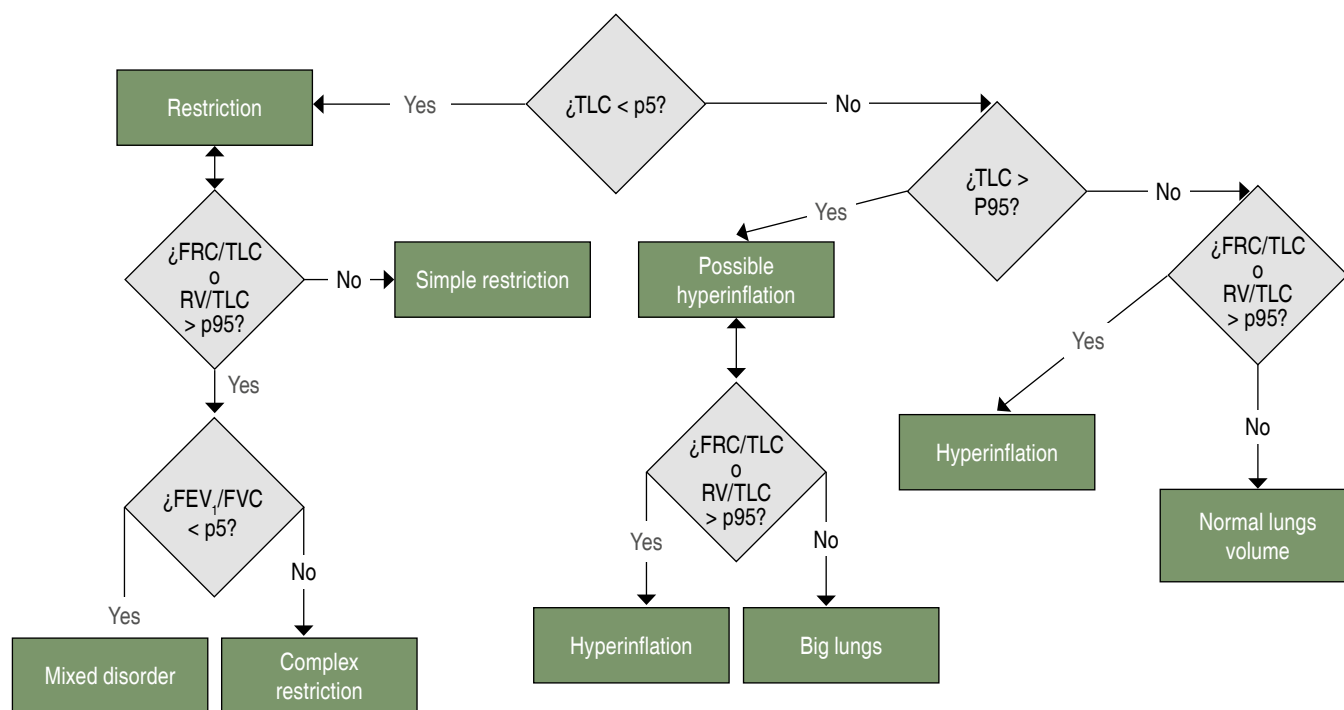 ¿TLC < p5?
Yes
No
Restriction
¿TLC >
P95?
Yes
No
¿FRC/TLC
o
RV/TLC
> p95?
No
Simple restriction
Possible
hyperinflation
¿FRC/TLC
o
RV/TLC
> p95?
Yes
Yes
¿FEV₁/FVC
< p5?
¿FRC/TLC
o
RV/TLC
> p95?
Hyperinflation
No
Normal lungs
volume
Yes
No
Yes
No
Mixed disorder
Complex
restriction
Hyperinflation
Big lungs